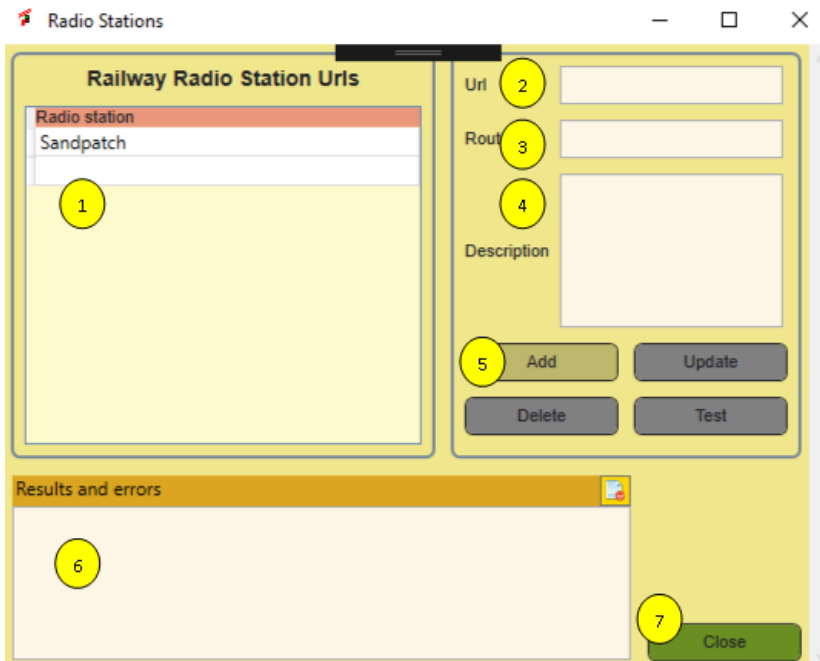 Radio Stations
Railway Radio Station Urls
Radio station
Sandpatch
1
Url 2
Rout 3
4
Description
5 Add
Update
Delete
Test
Results and errors
6
7 Close